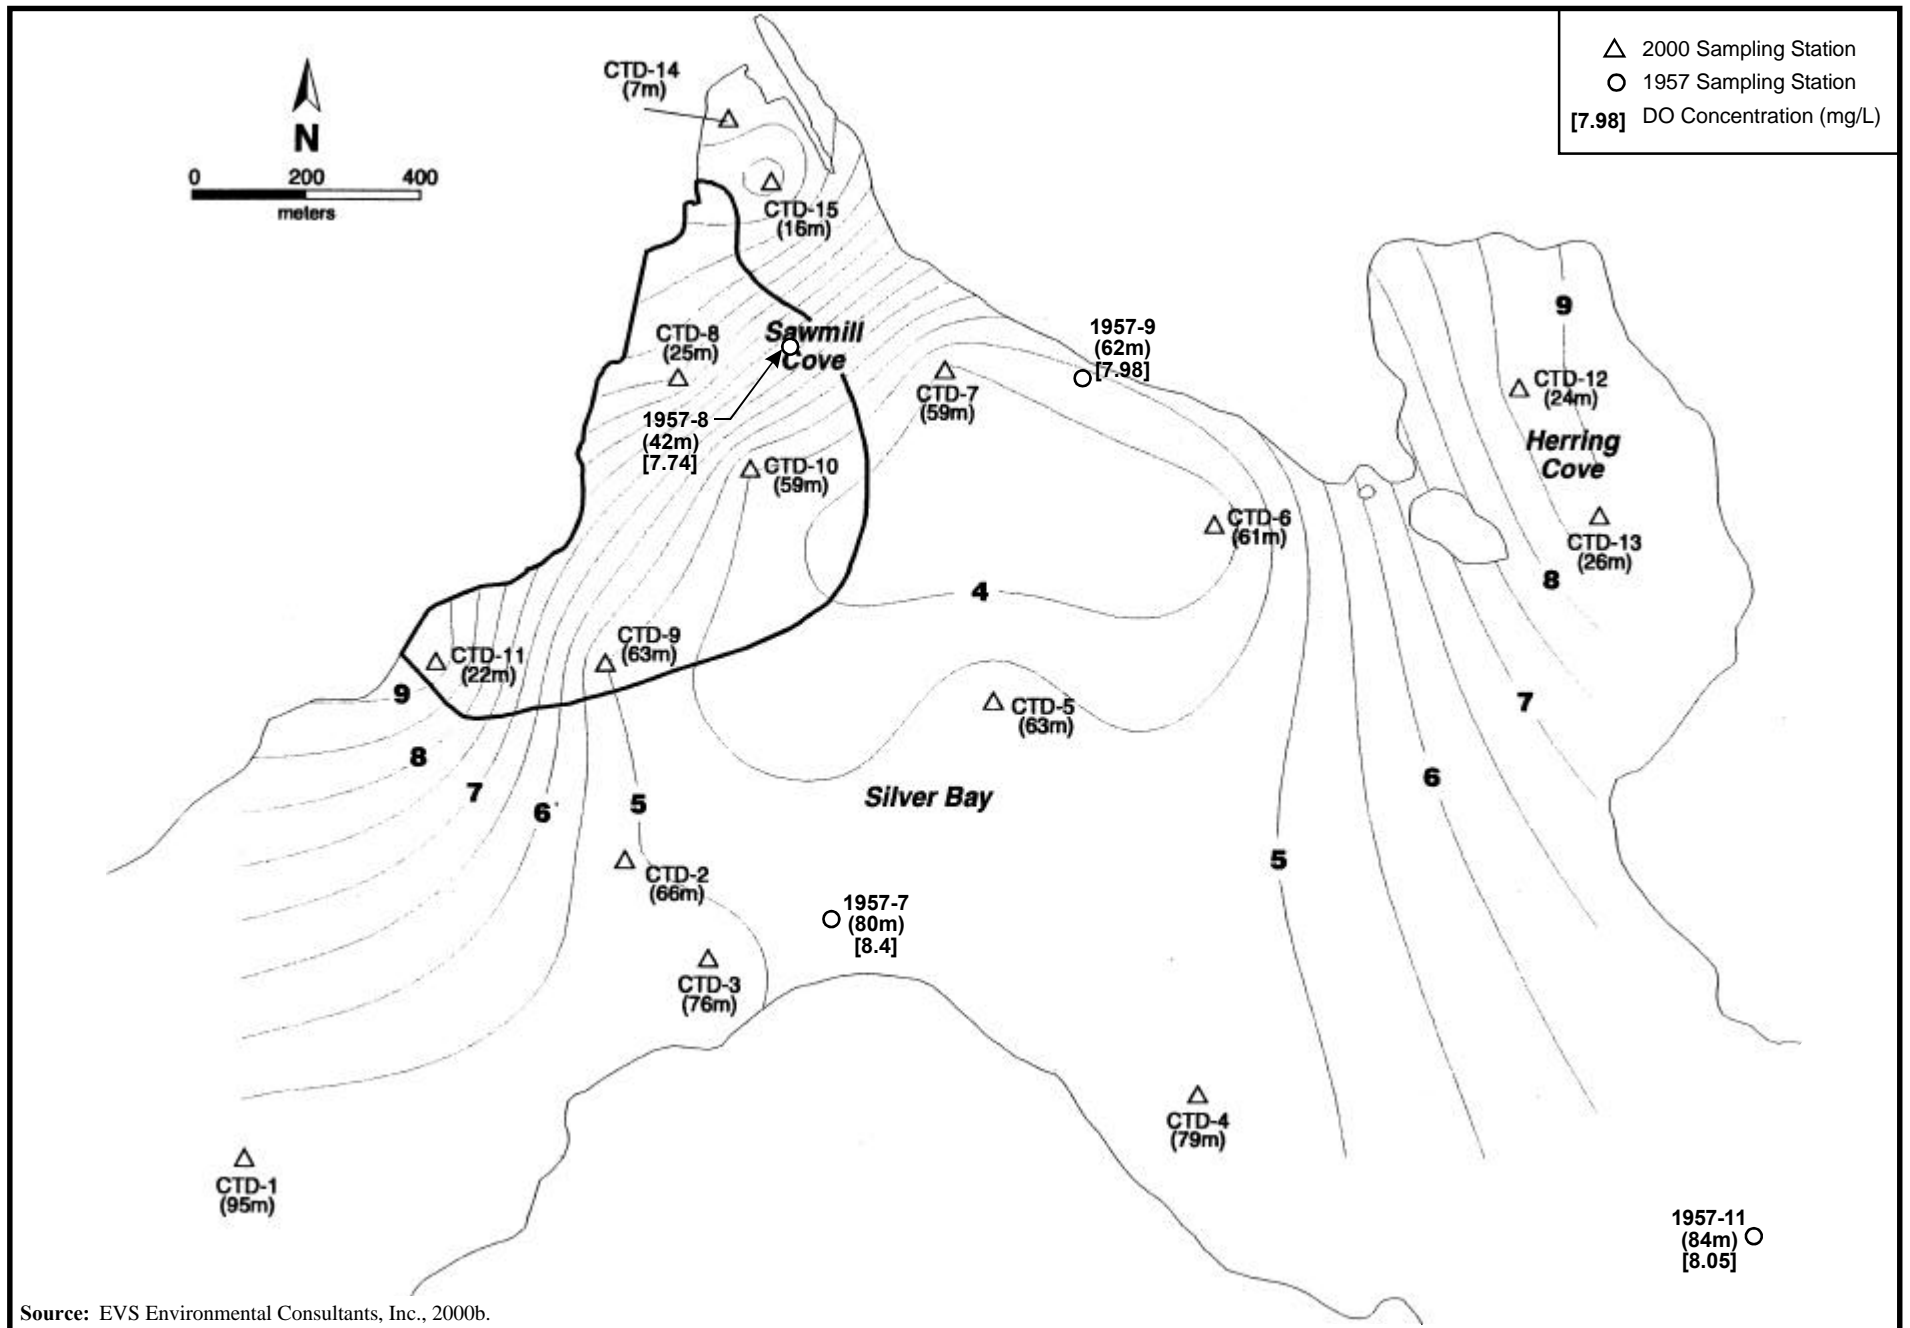 △ 2000 Sampling Station
○ 1957 Sampling Station
[7.98] DO Concentration (mg/L)
N
0 200 400
meters
CTD-14
(7m)
CTD-15
(16m)
CTD-8
(25m)
Sawmill
Cove
1957-8
(42m)
[7.74]
CTD-7
(59m)
1957-9
(62m)
[7.98]
9
CTD-12
(24m)
Herring
Cove
CTD-10
(59m)
CTD-6
(61m)
CTD-13
(26m)
8
4
CTD-9
(63m)
CTD-11
(22m)
9
CTD-5
(63m)
7
8
7
6
5
Silver Bay
6
5
CTD-2
(66m)
1957-7
(80m)
[8.4]
CTD-3
(76m)
CTD-4
(79m)
CTD-1
(95m)
1957-11
(84m)
[8.05]
Source: EVS Environmental Consultants, Inc., 2000b.